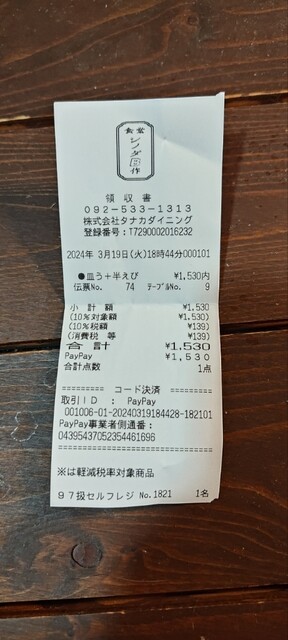 食堂
シノダ日作
領収書
092-533-1313
株式会社タナカダイニング
登録番号:T7290002016232
2024年 3月19日(火)18時44分000101
●皿う+半えび ¥1,530内
伝票No. 74 テーブルNo. 9
小計額 ¥1,530
(10%対象額 ¥1,530)
(10%税額 ¥139)
(消費税 等 ¥139)
合計 ¥1,530
PayPay ¥1,530
合計点数 1点
========= コード決済 =========
取引ID : PayPay
001006-01-20240319184428-182101
PayPay事業者側通番:
04395437052354461696
==============================
※は軽減税率対象商品
97扱セルフレジ No.1821 1名